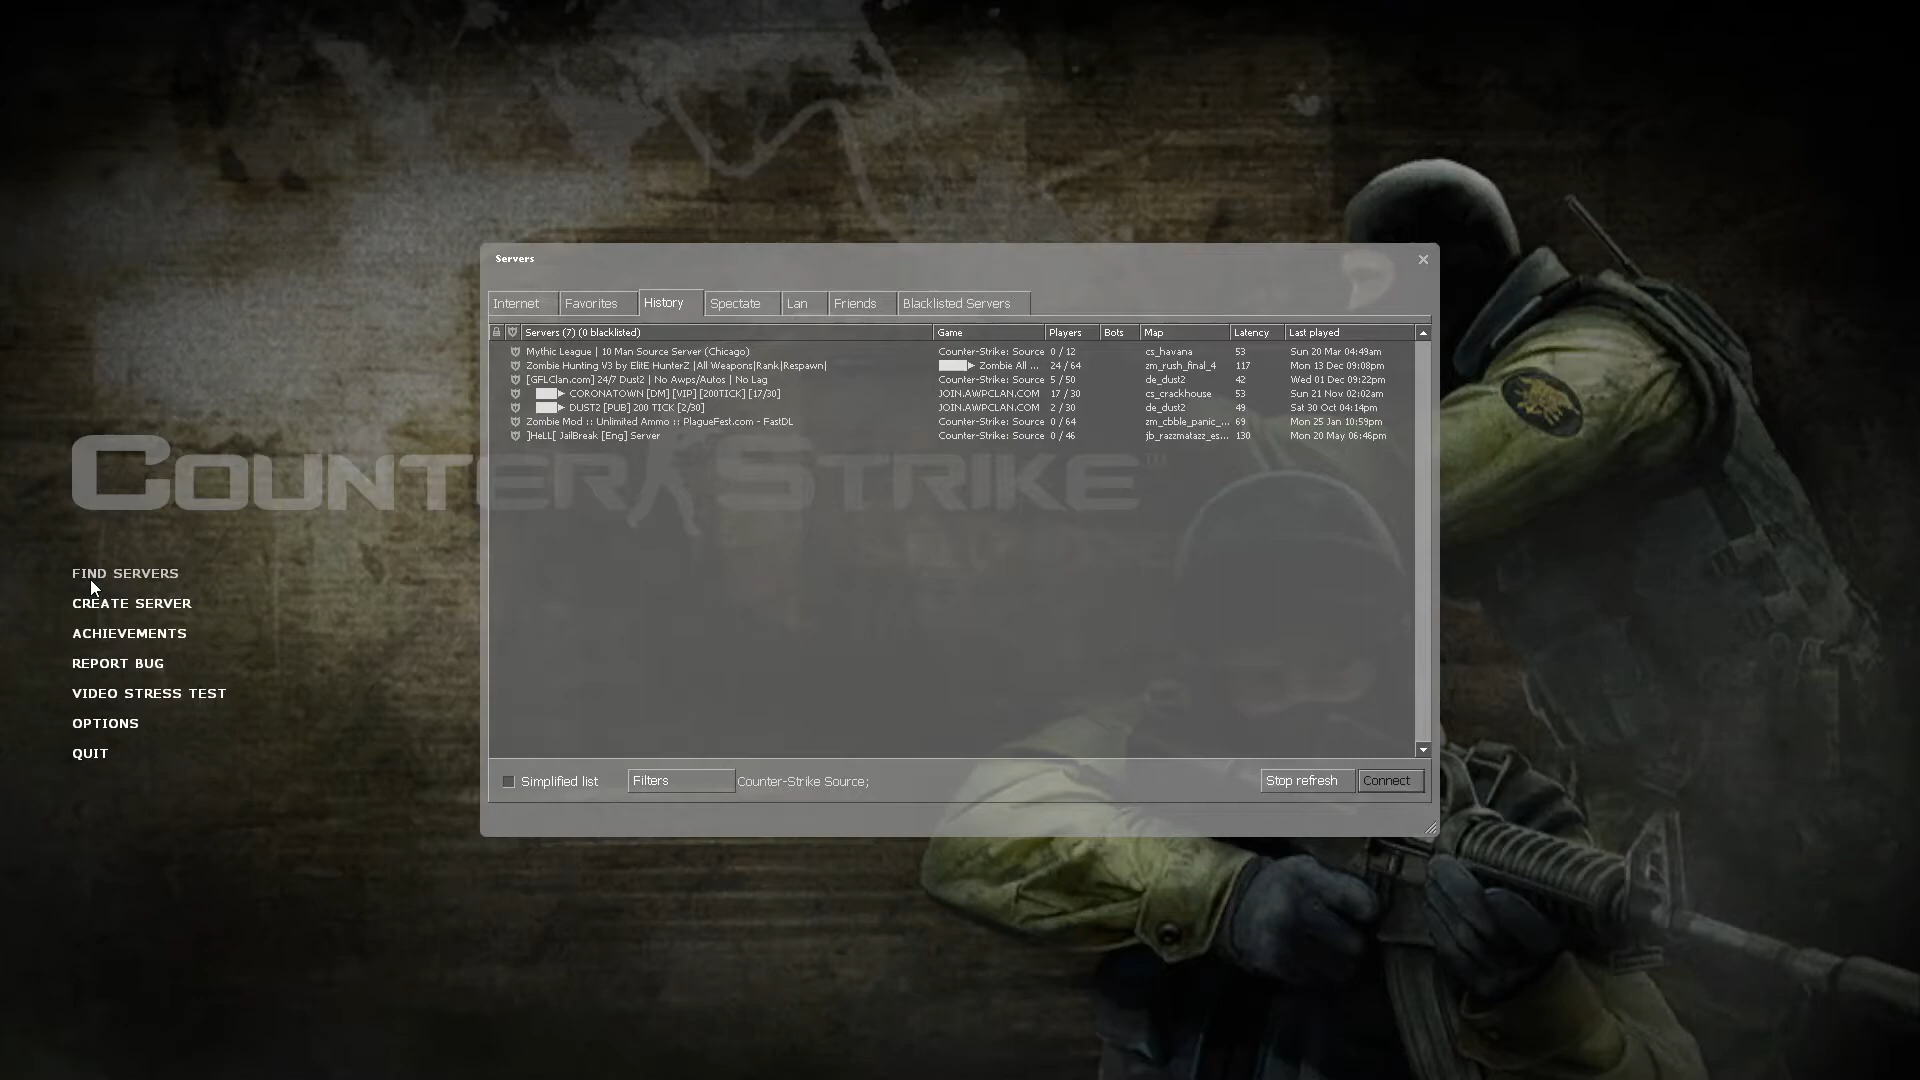 Servers
Internet Favorites History Spectate Lan Friends Blacklisted Servers
Servers (7) (0 blacklisted) Game Players Bots Map Latency Last played
Mythic League | 10 Man Source Server (Chicago) Counter-Strike: Source 0 / 12 cs_havana 53 Sun 20 Mar 04:49am
Zombie Hunting V3 by ElitE HunterZ |All Weapons|Rank|Respawn| ► Zombie All ... 24 / 64 zm_rush_final_4 117 Mon 13 Dec 09:08pm
[GFLClan.com] 24/7 Dust2 | No Awps/Autos | No Lag Counter-Strike: Source 5 / 50 de_dust2 42 Wed 01 Dec 09:22pm
► CORONATOWN [DM] [VIP] [200TICK] [17/30] JOIN.AWPCLAN.COM 17 / 30 cs_crackhouse 53 Sun 21 Nov 02:02am
► DUST2 [PUB] 200 TICK [2/30] JOIN.AWPCLAN.COM 2 / 30 de_dust2 49 Sat 30 Oct 04:14pm
Zombie Mod :: Unlimited Ammo :: PlagueFest.com - FastDL Counter-Strike: Source 0 / 64 zm_cbble_panic_... 69 Mon 25 Jan 10:59pm
]HeLL[ JailBreak [Eng] Server Counter-Strike: Source 0 / 46 jb_razzmatazz_es... 130 Mon 20 May 06:46pm
COUNTER STRIKE™
FIND SERVERS
CREATE SERVER
ACHIEVEMENTS
REPORT BUG
VIDEO STRESS TEST
OPTIONS
QUIT
Simplified list Filters Counter-Strike Source; Stop refresh Connect